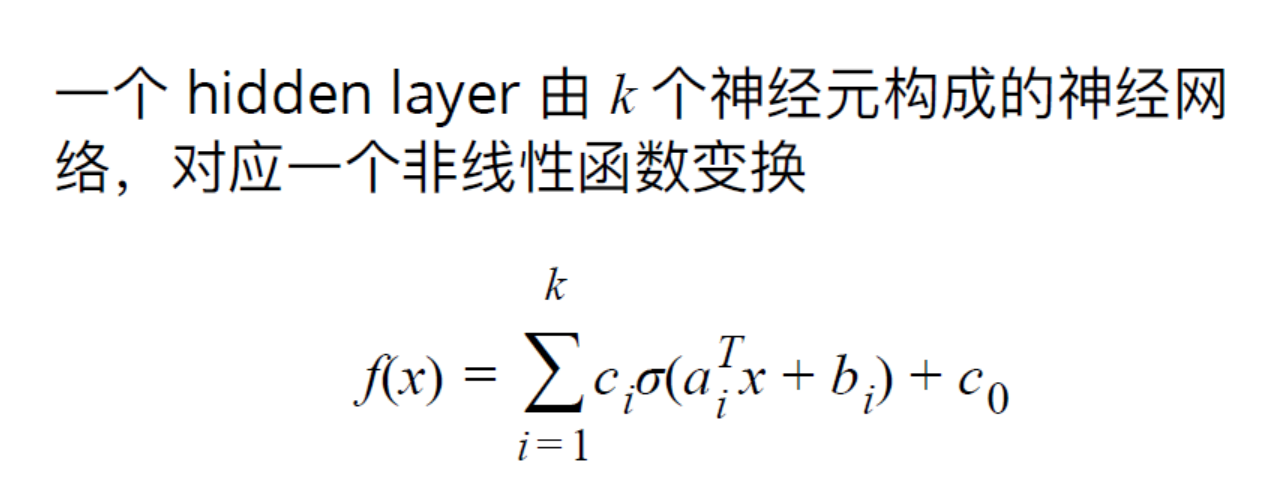 一个 hidden layer 由 k 个神经元构成的神经网
络，对应一个非线性函数变换
f(x) = \sum_{i=1}^{k} c_i σ(a_i^T x + b_i) + c_0